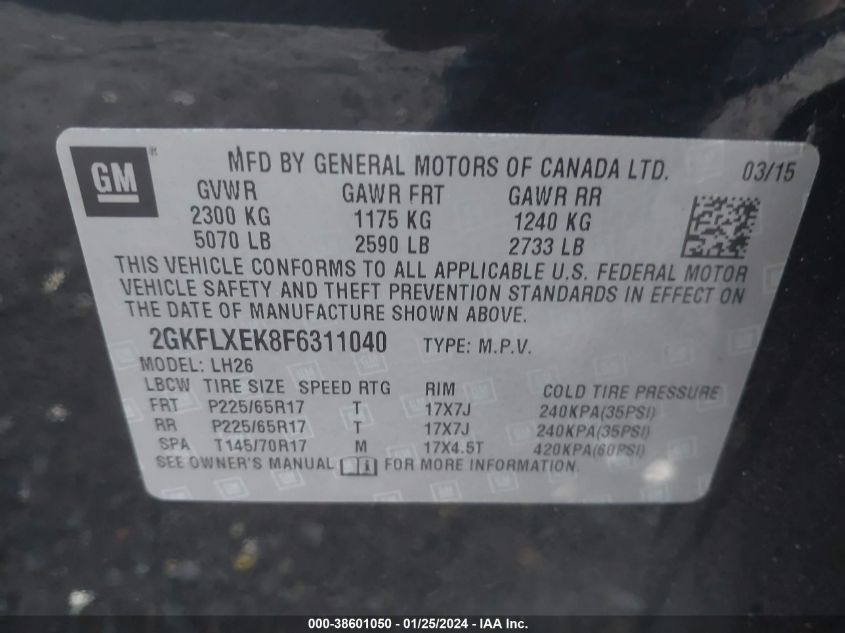 GM ® MFD BY GENERAL MOTORS OF CANADA LTD. 03/15
GVWR GAWR FRT GAWR RR
2300 KG 1175 KG 1240 KG
5070 LB 2590 LB 2733 LB
THIS VEHICLE CONFORMS TO ALL APPLICABLE U.S. FEDERAL MOTOR
VEHICLE SAFETY AND THEFT PREVENTION STANDARDS IN EFFECT ON
THE DATE OF MANUFACTURE SHOWN ABOVE.
2GKFLXEK8F6311040 TYPE: M.P.V.
MODEL: LH26
LBCW TIRE SIZE SPEED RTG RIM COLD TIRE PRESSURE
FRT P225/65R17 T 17X7J 240KPA(35PSI)
RR P225/65R17 T 17X7J 240KPA(35PSI)
SPA T145/70R17 M 17X4.5T 420KPA(60PSI)
SEE OWNER'S MANUAL FOR MORE INFORMATION.
000-38601050 - 01/25/2024 - IAA Inc.